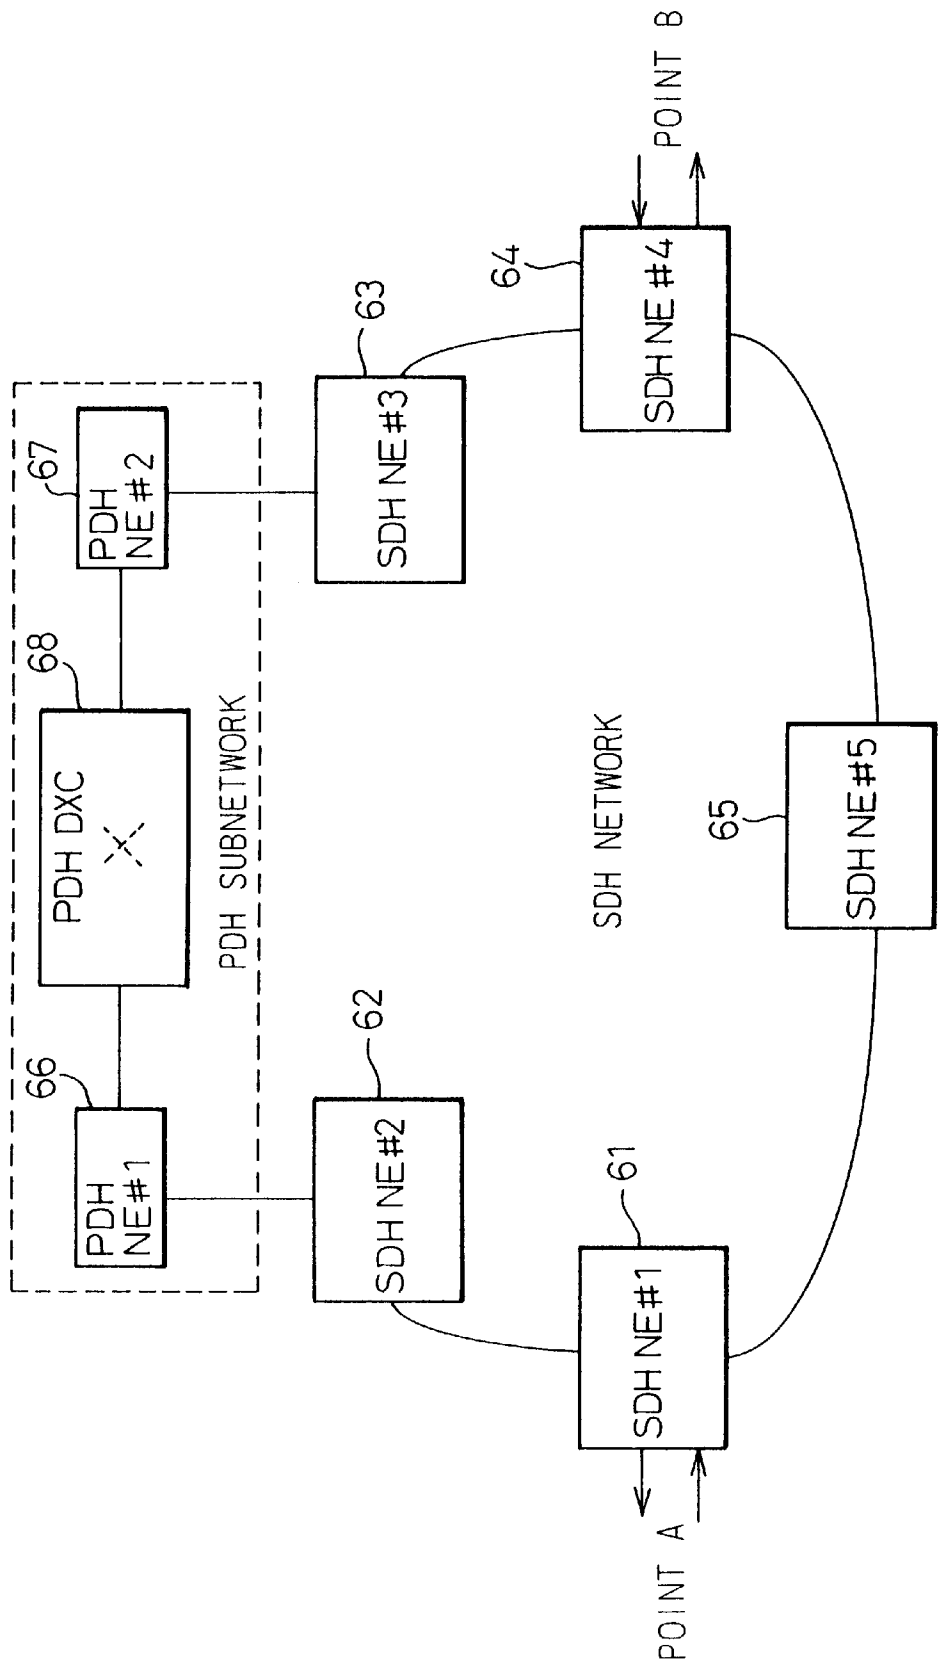 66
67
68
PDH
NE#1
PDH DXC
PDH
NE#2
PDH SUBNETWORK
62
63
SDH NE#2
SDH NE#3
SDH NETWORK
61
64
SDH NE#1
SDH NE#4
POINT A
POINT B
65
SDH NE#5